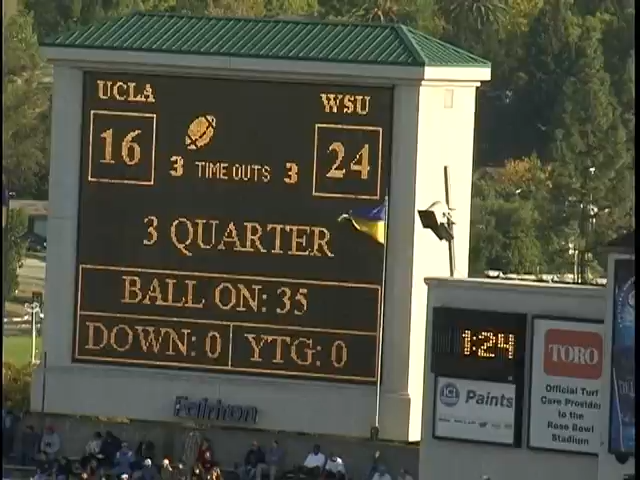 UCLA
WSU
16
24
3 TIME OUTS 3
3 QUARTER
BALL ON: 35
DOWN: 0 YTG: 0
1:24
ICI Paints
TORO
Official Turf
Care Provider
to the
Rose Bowl
Stadium